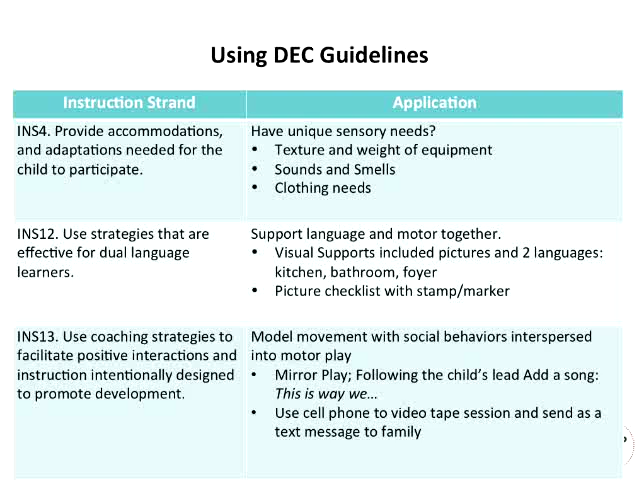 Using DEC Guidelines
Instruction Strand
Application
INS4. Provide accommodations,
and adaptations needed for the
child to participate.
Have unique sensory needs?
• Texture and weight of equipment
• Sounds and Smells
• Clothing needs
INS12. Use strategies that are
effective for dual language
learners.
Support language and motor together.
• Visual Supports included pictures and 2 languages:
kitchen, bathroom, foyer
• Picture checklist with stamp/marker
INS13. Use coaching strategies to
facilitate positive interactions and
instruction intentionally designed
to promote development.
Model movement with social behaviors interspersed
into motor play
• Mirror Play; Following the child's lead Add a song:
This is way we...
• Use cell phone to video tape session and send as a
text message to family